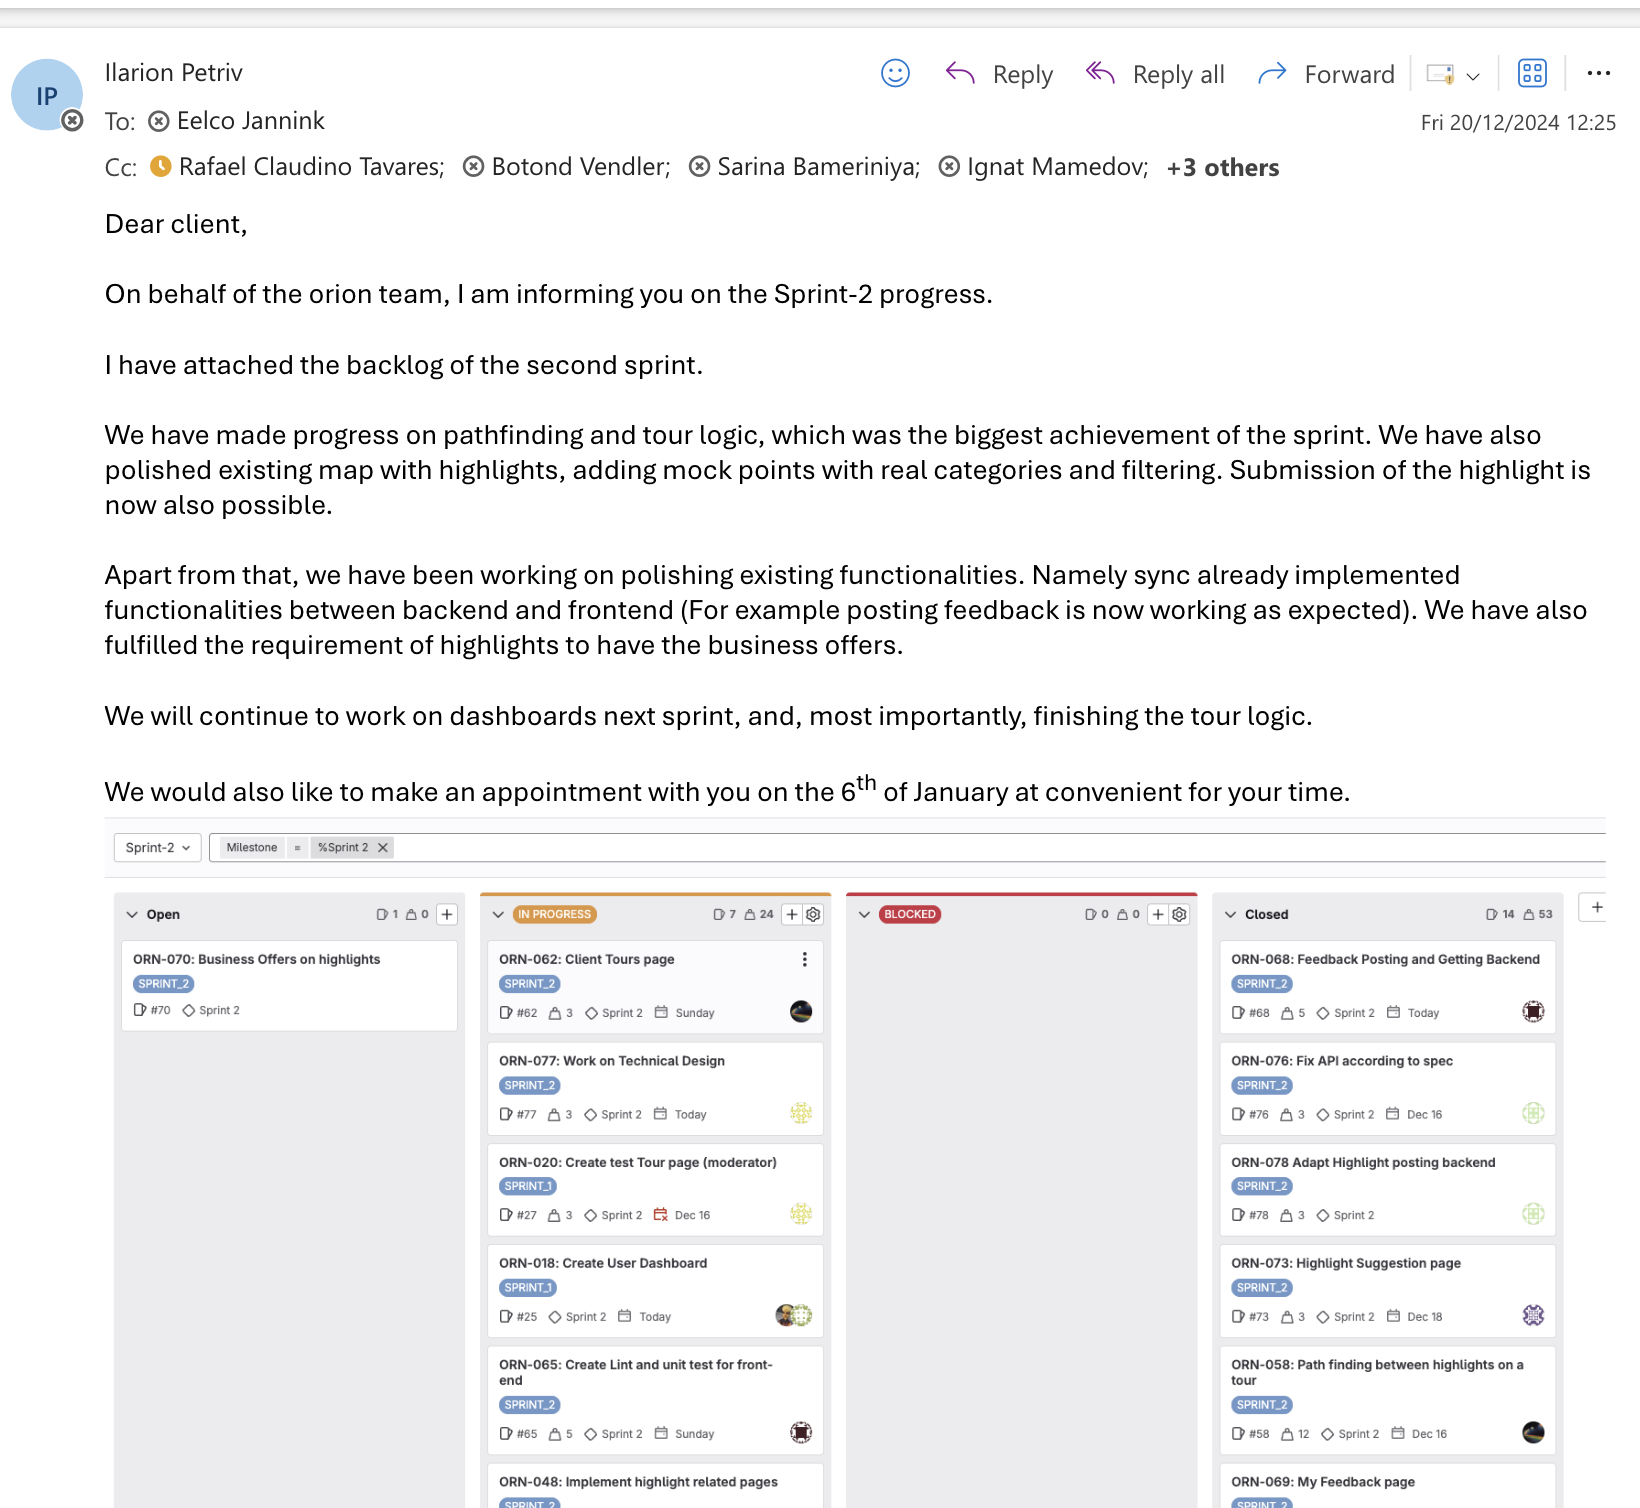 Ilarion Petriv
Reply
Reply all
Forward
IP
To: Eelco Jannink
Fri 20/12/2024 12:25
Cc: Rafael Claudino Tavares; Botond Vendler; Sarina Bameriniya; Ignat Mamedov; +3 others
Dear client,
On behalf of the orion team, I am informing you on the Sprint-2 progress.
I have attached the backlog of the second sprint.
We have made progress on pathfinding and tour logic, which was the biggest achievement of the sprint. We have also
polished existing map with highlights, adding mock points with real categories and filtering. Submission of the highlight is
now also possible.
Apart from that, we have been working on polishing existing functionalities. Namely sync already implemented
functionalities between backend and frontend (For example posting feedback is now working as expected). We have also
fulfilled the requirement of highlights to have the business offers.
We will continue to work on dashboards next sprint, and, most importantly, finishing the tour logic.
We would also like to make an appointment with you on the 6th of January at convenient for your time.
Sprint-2
Milestone = %Sprint 2
Open
1 0
ORN-070: Business Offers on highlights
SPRINT_2
#70 Sprint 2
IN PROGRESS
7 24
ORN-062: Client Tours page
SPRINT_2
#62 3 Sprint 2 Sunday
ORN-077: Work on Technical Design
SPRINT_2
#77 3 Sprint 2 Today
ORN-020: Create test Tour page (moderator)
SPRINT_1
#27 3 Sprint 2 Dec 16
ORN-018: Create User Dashboard
SPRINT_1
#25 Sprint 2 Today
ORN-065: Create Lint and unit test for front-
end
SPRINT_2
#65 5 Sprint 2 Sunday
ORN-048: Implement highlight related pages
SPRINT_2
BLOCKED
0 0
Closed
14 53
ORN-068: Feedback Posting and Getting Backend
SPRINT_2
#68 5 Sprint 2 Today
ORN-076: Fix API according to spec
SPRINT_2
#76 3 Sprint 2 Dec 16
ORN-078 Adapt Highlight posting backend
SPRINT_2
#78 3 Sprint 2
ORN-073: Highlight Suggestion page
SPRINT_2
#73 3 Sprint 2 Dec 18
ORN-058: Path finding between highlights on a
tour
SPRINT_2
#58 12 Sprint 2 Dec 16
ORN-069: My Feedback page
SPRINT_2